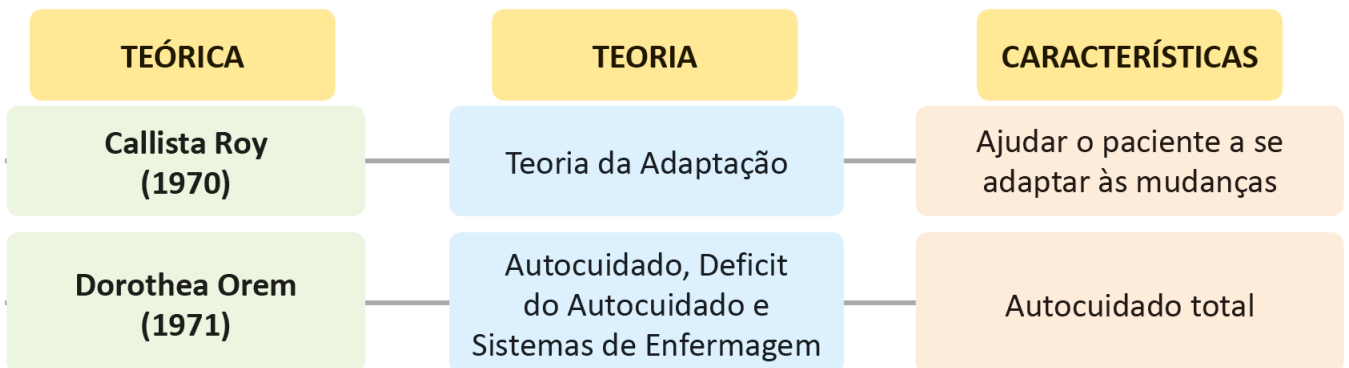 TEÓRICA
TEORIA
CARACTERÍSTICAS
Callista Roy
(1970)
Teoria da Adaptação
Ajudar o paciente a se
adaptar às mudanças
Dorothea Orem
(1971)
Autocuidado, Deficit
do Autocuidado e
Sistemas de Enfermagem
Autocuidado total